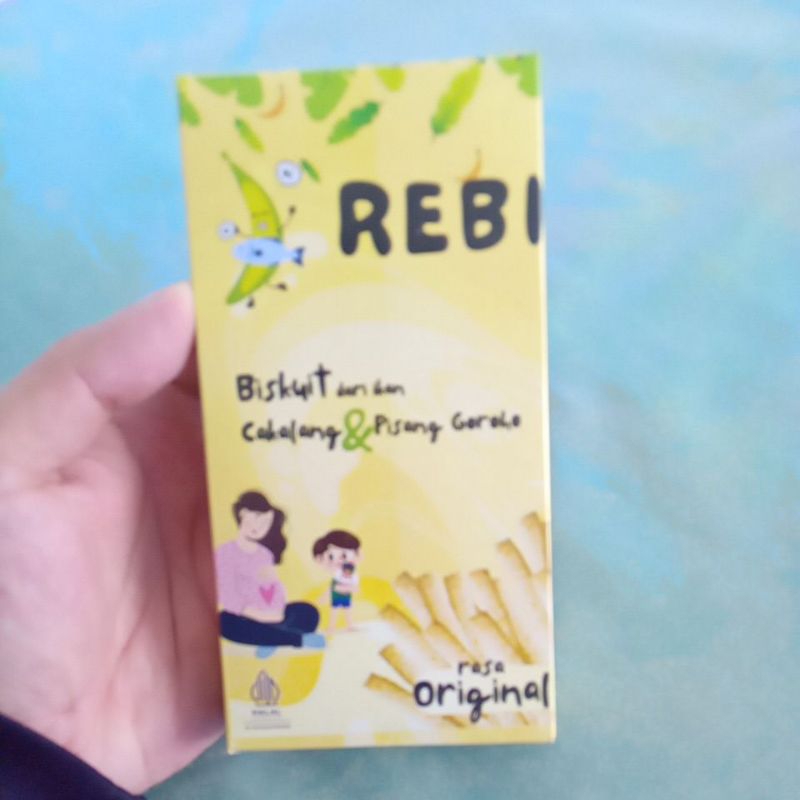 REBI
Biskuit dari ikan
Cakalang & Pisang Goroho
rasa
original